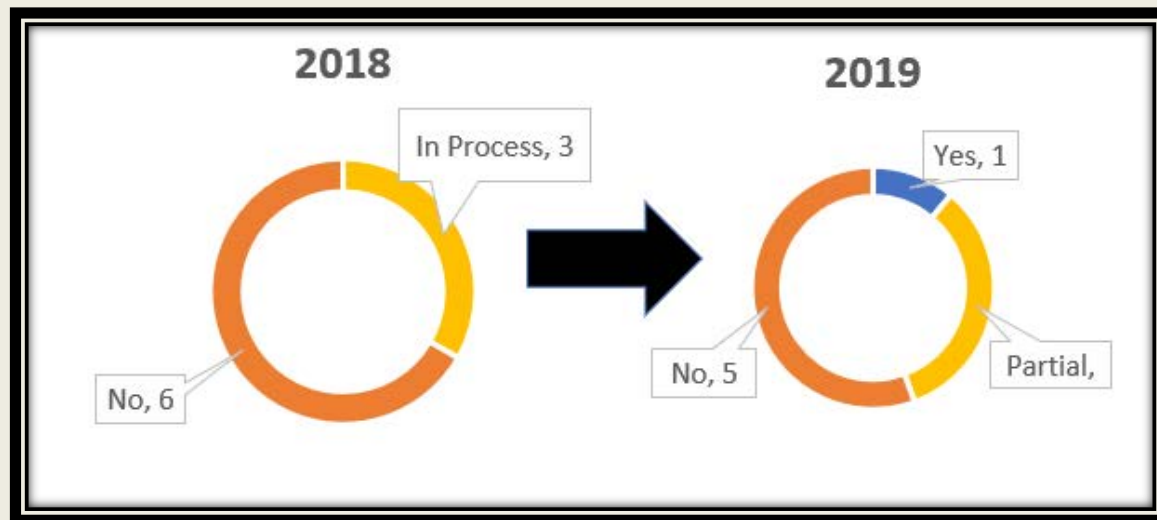 2018
In Process, 3
No, 6
2019
Yes, 1
No, 5
Partial,